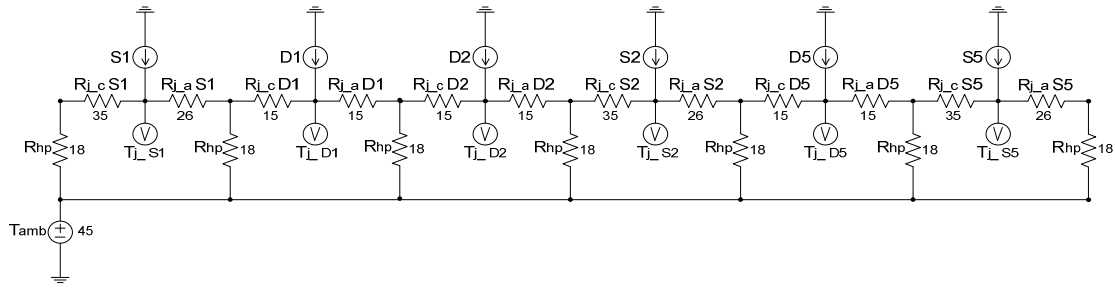 S1 D1 D2 S2 D5 S5
Rj_c S1 Rj_a S1 Rj_c D1 Rj_a D1 Rj_c D2 Rj_a D2 Rj_c S2 Rj_a S2 Rj_c D5 Rj_a D5 Rj_c S5 Rj_a S5
35 26 15 15 15 15 35 26 15 15 35 26
V V V V V V
Rhp 18 Rhp 18 Rhp 18 Rhp 18 Rhp 18 Rhp 18 Rhp 18
Tj_S1 Tj_D1 Tj_D2 Tj_S2 Tj_D5 Tj_S5
Tamb 45